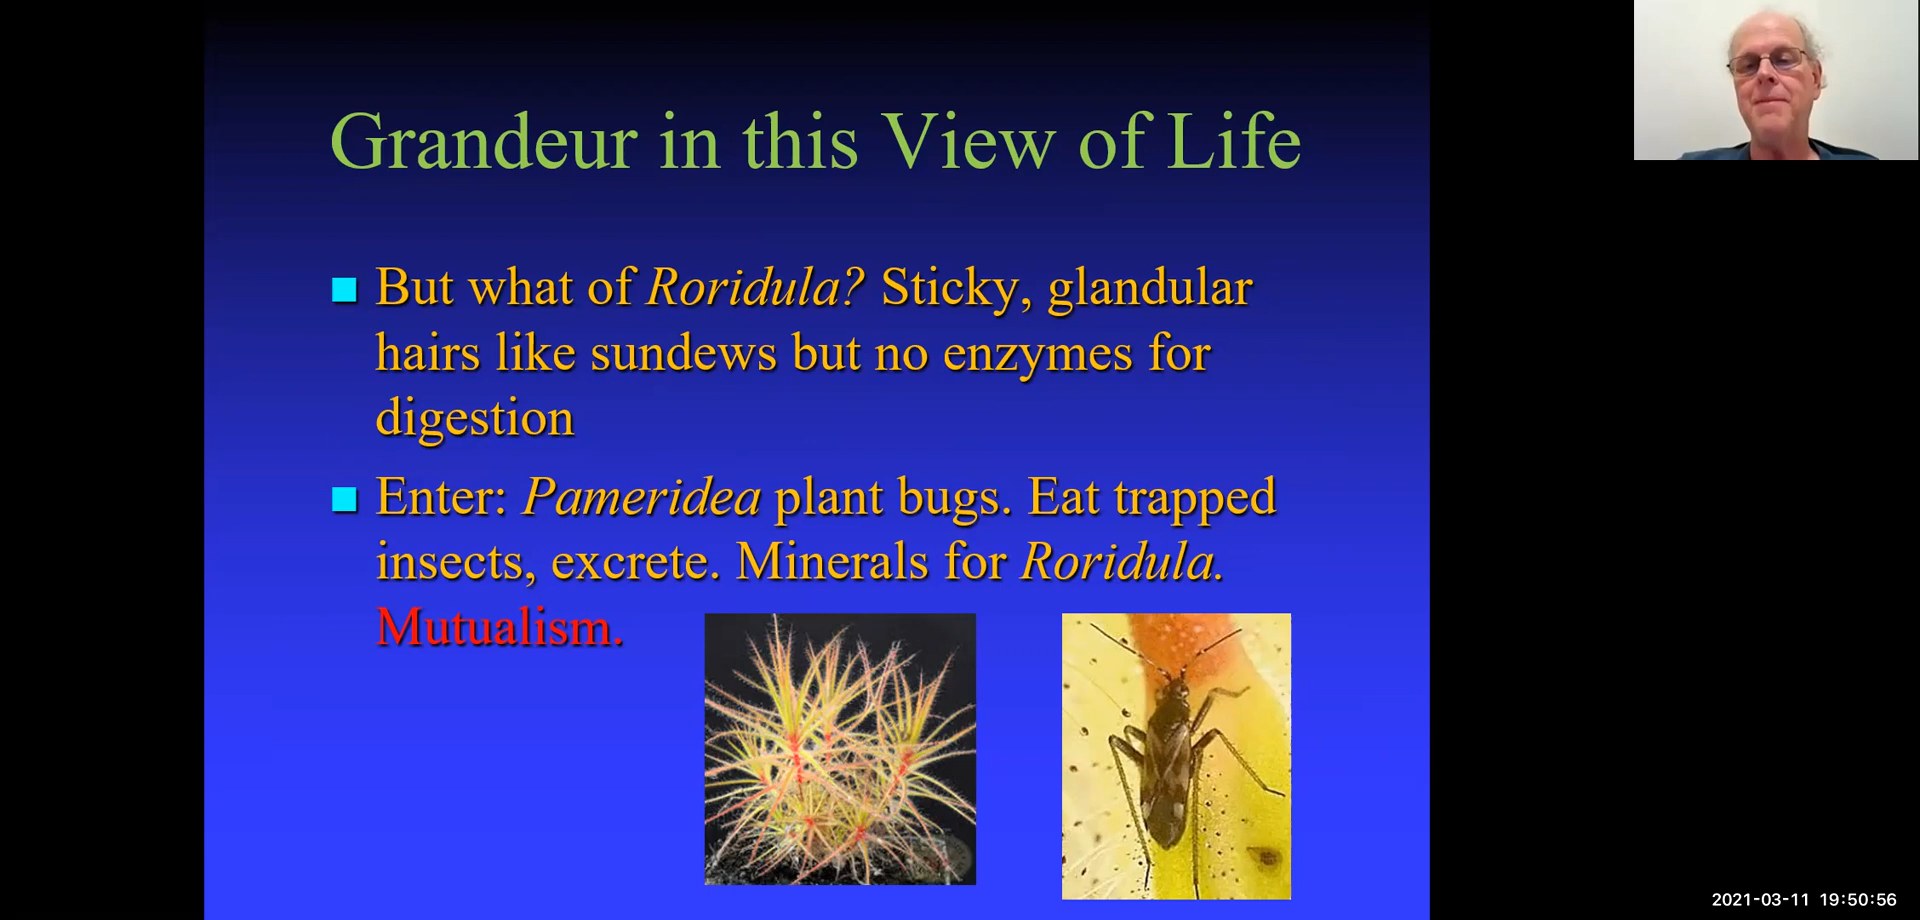 Grandeur in this View of Life
But what of Roridula? Sticky, glandular
hairs like sundews but no enzymes for
digestion
Enter: Pameridea plant bugs. Eat trapped
insects, excrete. Minerals for Roridula.
Mutualism.
2021-03-11 19:50:56